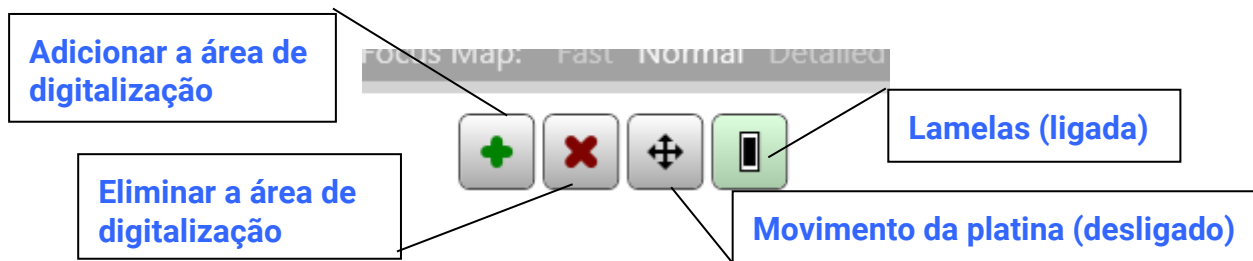 Adicionar a área de
digitalização
Focus Map: Fast Normal Detailed
Lamelas (ligada)
Eliminar a área de
digitalização
Movimento da platina (desligado)